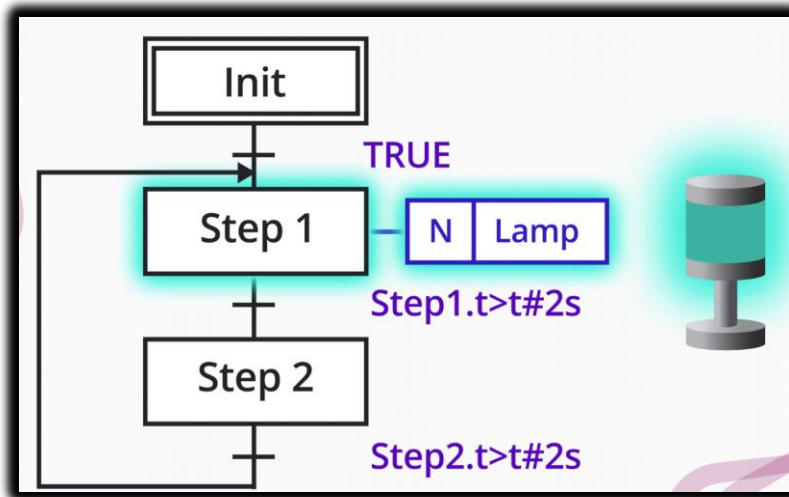 Init
TRUE
Step 1
N Lamp
Step1.t>t#2s
Step 2
Step2.t>t#2s